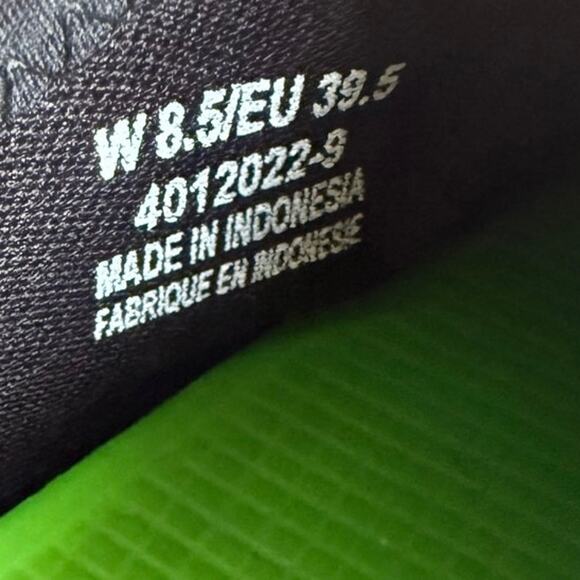 W 8.5/EU 39.5
4012022-9
MADE IN INDONESIA
FABRIQUE EN INDONESIE